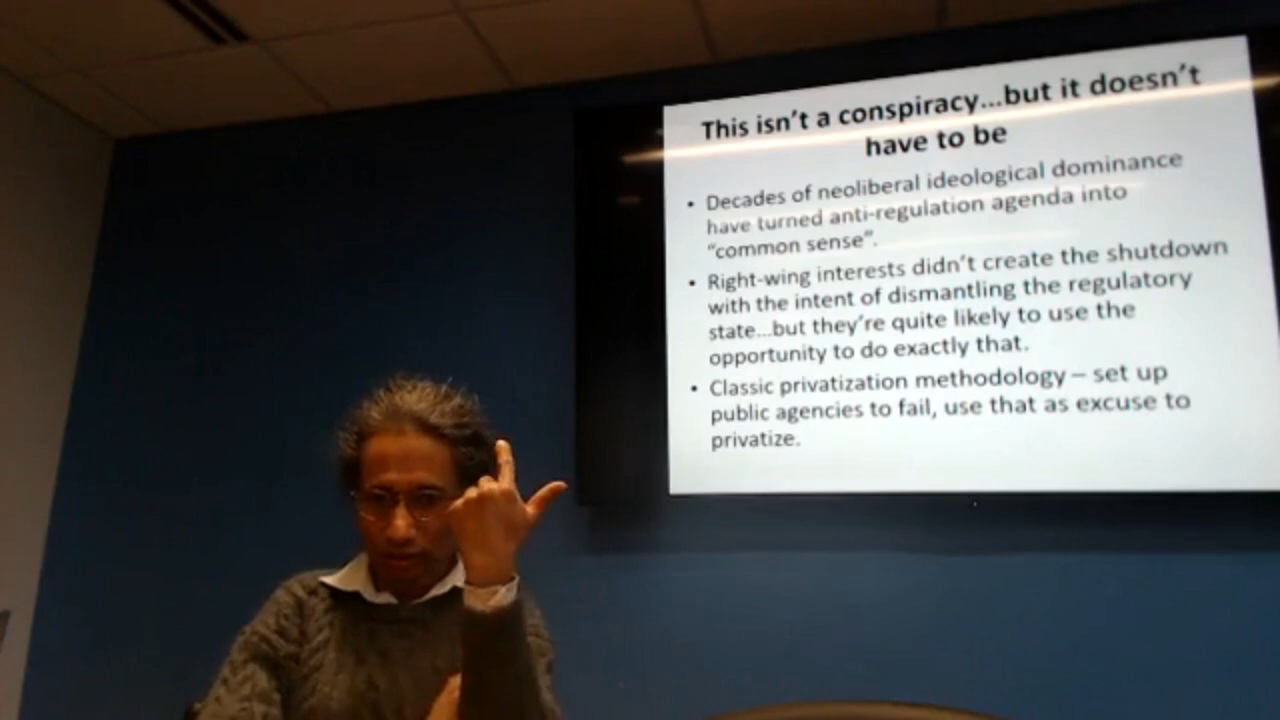 This isn't a conspiracy...but it doesn't
have to be
• Decades of neoliberal ideological dominance
have turned anti-regulation agenda into
"common sense".
• Right-wing interests didn't create the shutdown
with the intent of dismantling the regulatory
state...but they're quite likely to use the
opportunity to do exactly that.
• Classic privatization methodology – set up
public agencies to fail, use that as excuse to
privatize.